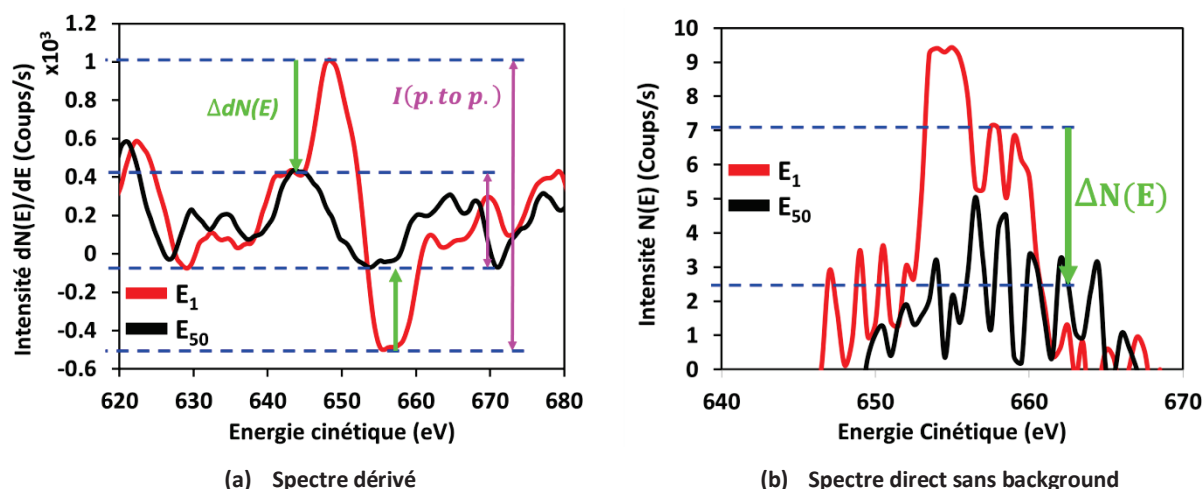 Intensité dN(E)/dE (Coups/s)
x10³
1.2
1
0.8
0.6
0.4
0.2
0
-0.2
-0.4
-0.6
ΔdN(E)
I(p. to p.)
E₁
E₅₀
620 630 640 650 660 670 680
Energie cinétique (eV)
(a) Spectre dérivé
Intensité N(E) (Coups/s)
10
9
8
7
6
5
4
3
2
1
0
E₁
E₅₀
ΔN(E)
640 650 660 670
Energie Cinétique (eV)
(b) Spectre direct sans background